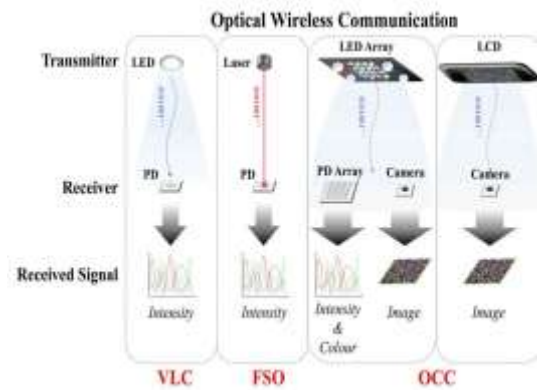 Optical Wireless Communication
Transmitter
LED
Laser
LED Array
LCD
Receiver
PD
PD
PD Array
Camera
Camera
Received Signal
Intensity
Intensity
Intensity
&
Colour
Image
Image
VLC
FSO
OCC